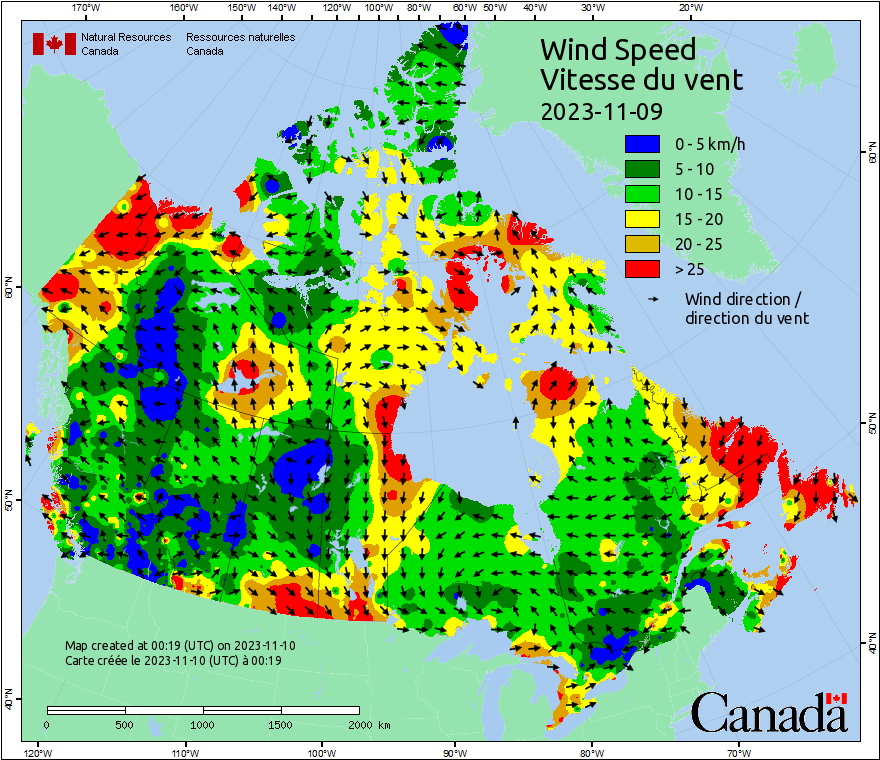 170°W 160°W 150°W 140°W 120°W 100°W 80°W 60°W 50°W 40°W 30°W 20°W
Natural Resources Canada
Ressources naturelles Canada
Wind Speed
Vitesse du vent
2023-11-09
0 - 5 km/h
5 - 10
10 - 15
15 - 20
20 - 25
> 25
Wind direction /
direction du vent
60°N
60°N
50°N
50°N
40°N
40°N
Map created at 00:19 (UTC) on 2023-11-10
Carte créée le 2023-11-10 (UTC) à 00:19
0 500 1000 1500 2000 km
Canada
120°W 110°W 100°W 90°W 80°W 70°W